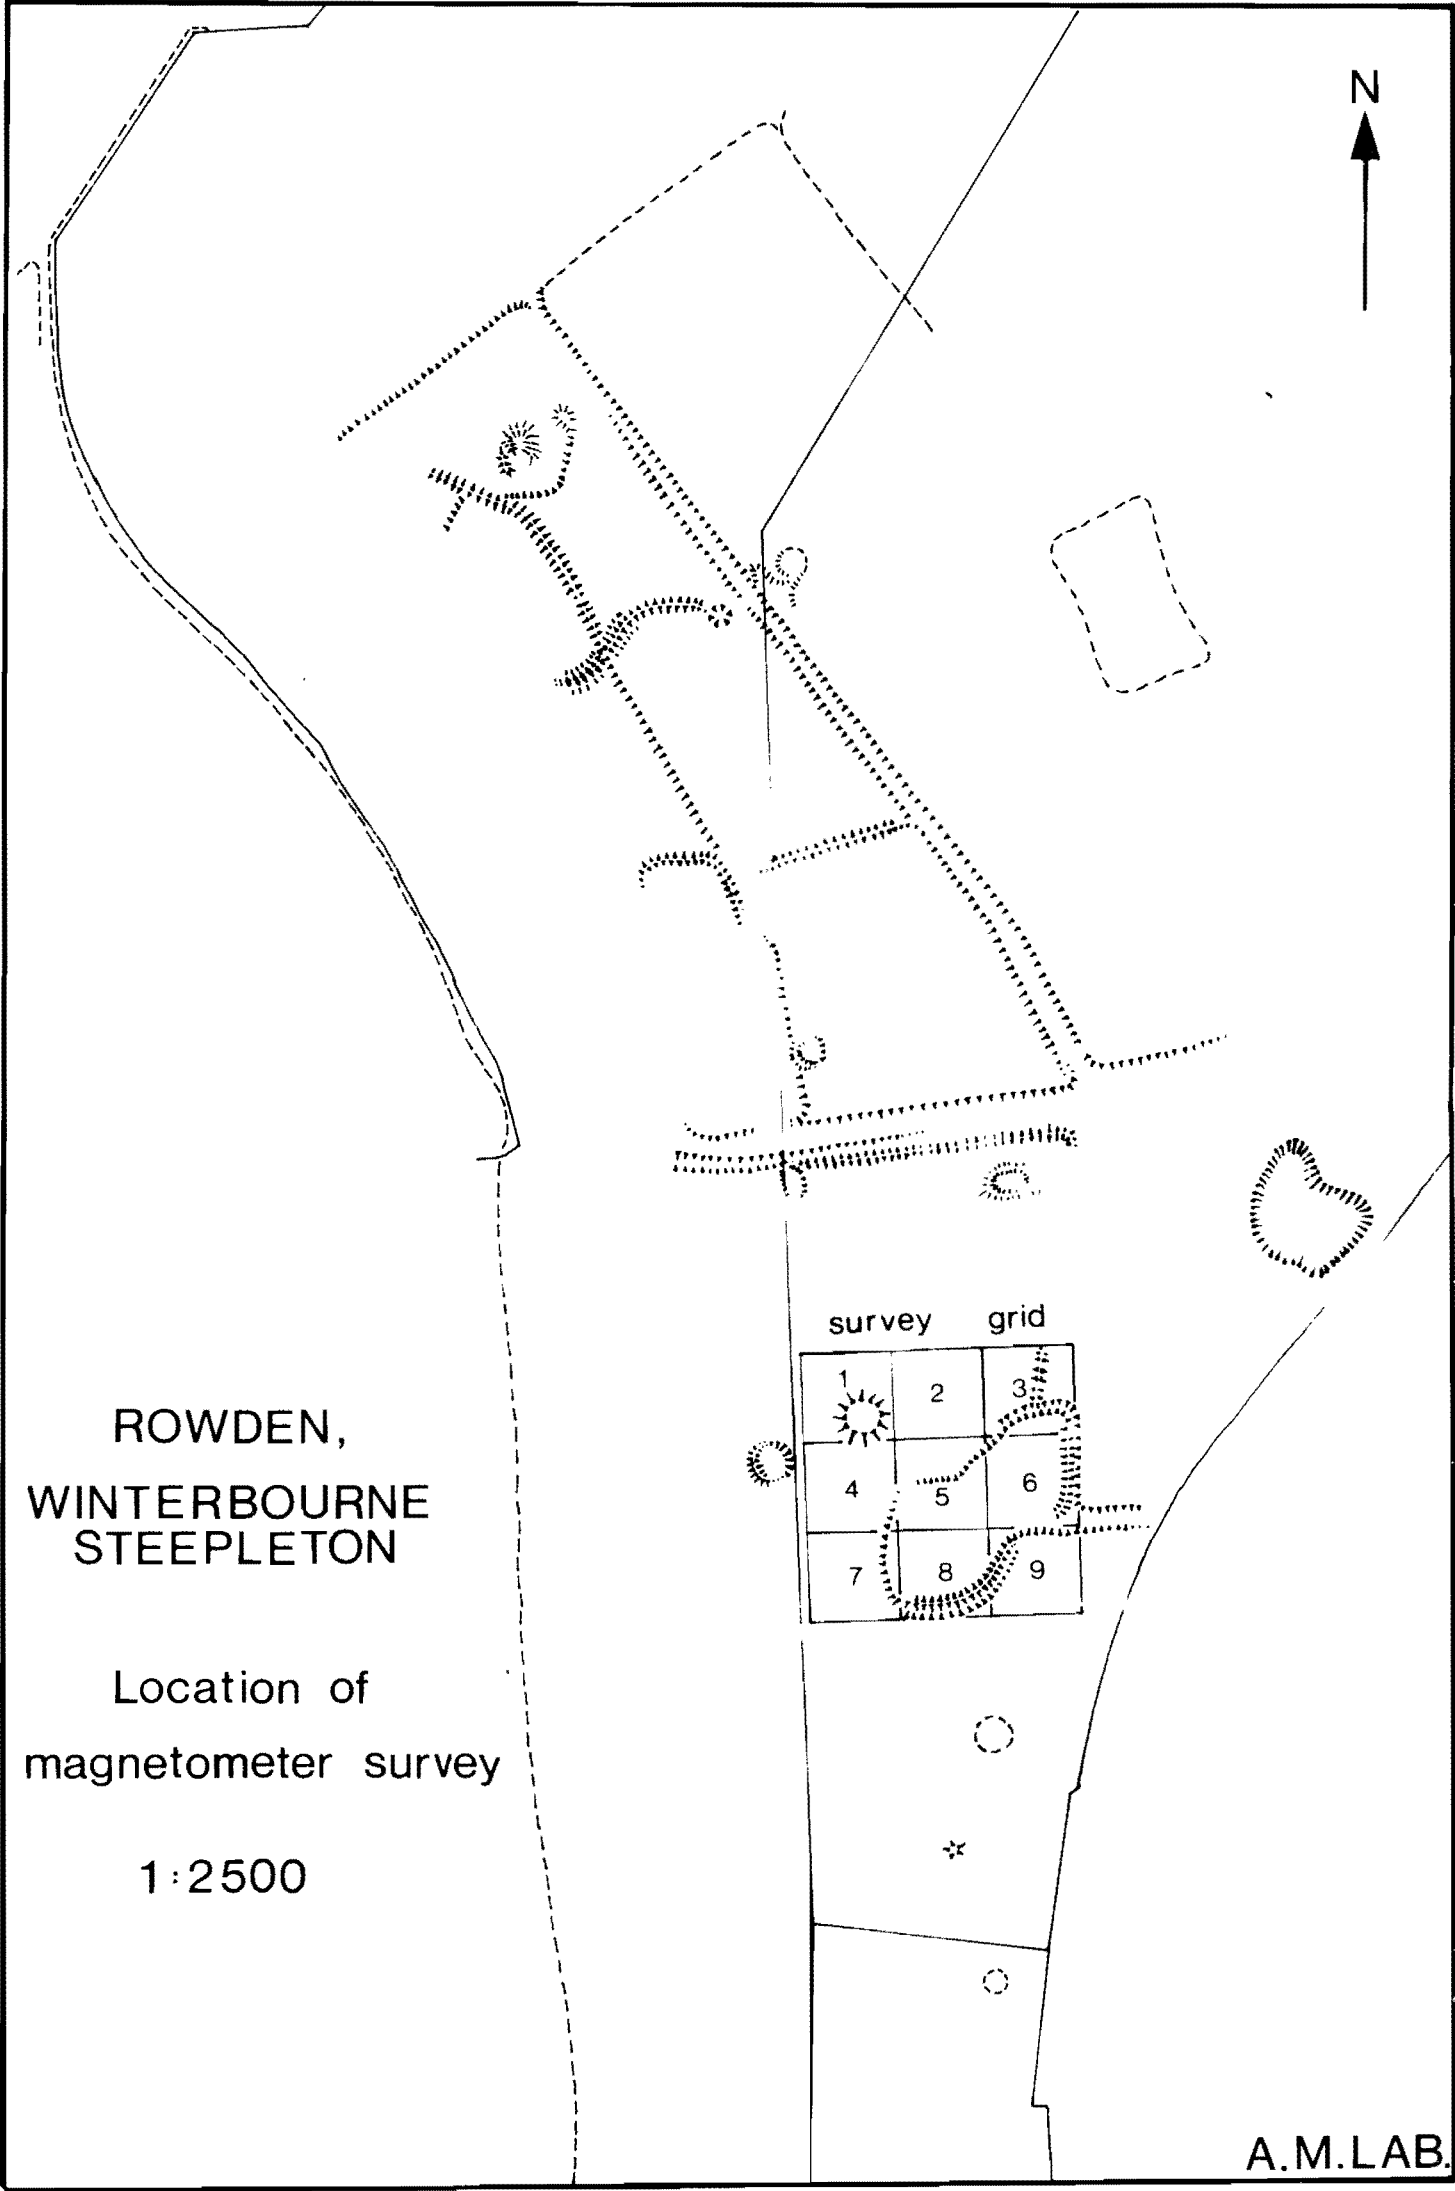 N
survey grid
1 2 3
4 5 6
7 8 9
ROWDEN,
WINTERBOURNE
STEEPLETON
Location of
magnetometer survey
1:2500
A.M.LAB.